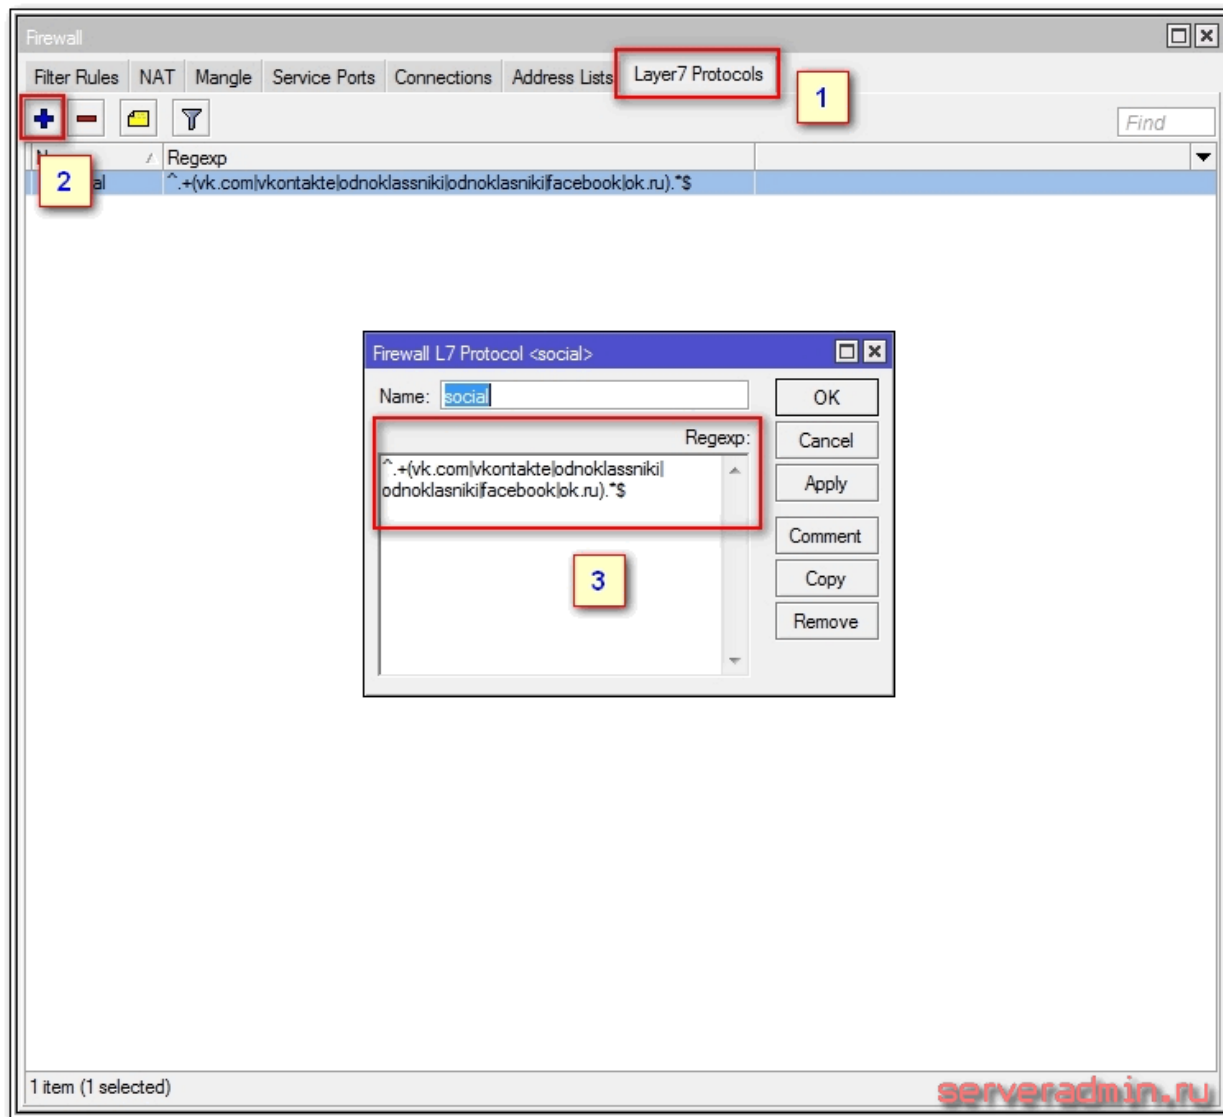 Firewall
Filter Rules NAT Mangle Service Ports Connections Address Lists Layer7 Protocols
1
Find
Regexp
2
^.+(vk.com|vkontakte|odnoklassniki|odnoklasniki|facebook|ok.ru).*$
Firewall L7 Protocol <social>
Name: social
OK
Regexp:
Cancel
^.+(vk.com|vkontakte|odnoklassniki|
odnoklasniki|facebook|ok.ru).*$
Apply
Comment
3
Copy
Remove
1 item (1 selected)
serveradmin.ru